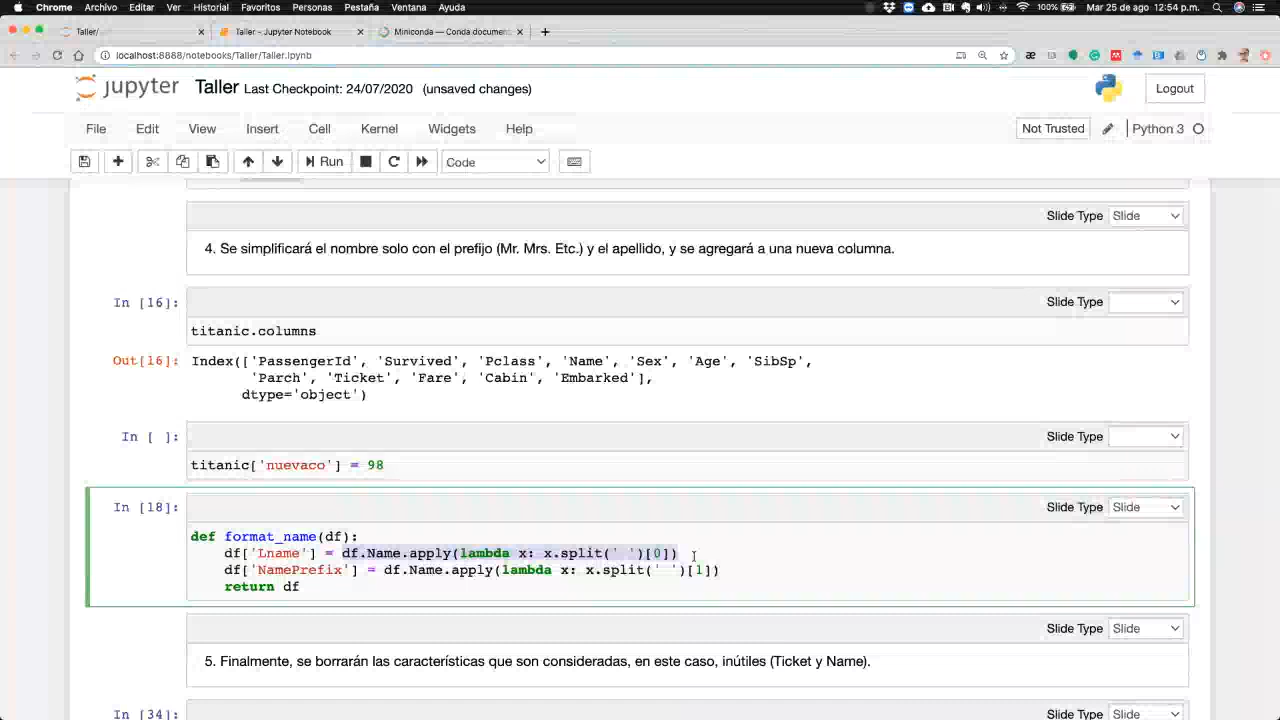 Chrome Archivo Editar Ver Historial Favoritos Personas Pestaña Ventana Ayuda 100% Mar 25 de ago 12:54 p.m.
Taller/ Taller - Jupyter Notebook Miniconda — Conda document
localhost:8888/notebooks/Taller/Taller.ipynb
jupyter Taller Last Checkpoint: 24/07/2020 (unsaved changes) Logout
File Edit View Insert Cell Kernel Widgets Help Not Trusted Python 3
Run Code
Slide Type Slide
4. Se simplificará el nombre solo con el prefijo (Mr. Mrs. Etc.) y el apellido, y se agregará a una nueva columna.
In [16]: Slide Type
titanic.columns
Out[16]: Index(['PassengerId', 'Survived', 'Pclass', 'Name', 'Sex', 'Age', 'SibSp',
'Parch', 'Ticket', 'Fare', 'Cabin', 'Embarked'],
dtype='object')
In [ ]: Slide Type
titanic['nuevaco'] = 98
In [18]: Slide Type Slide
def format_name(df):
df['Lname'] = df.Name.apply(lambda x: x.split(' ')[0])
df['NamePrefix'] = df.Name.apply(lambda x: x.split(' ')[1])
return df
Slide Type Slide
5. Finalmente, se borrarán las características que son consideradas, en este caso, inútiles (Ticket y Name).
In [34]: Slide Type Slide